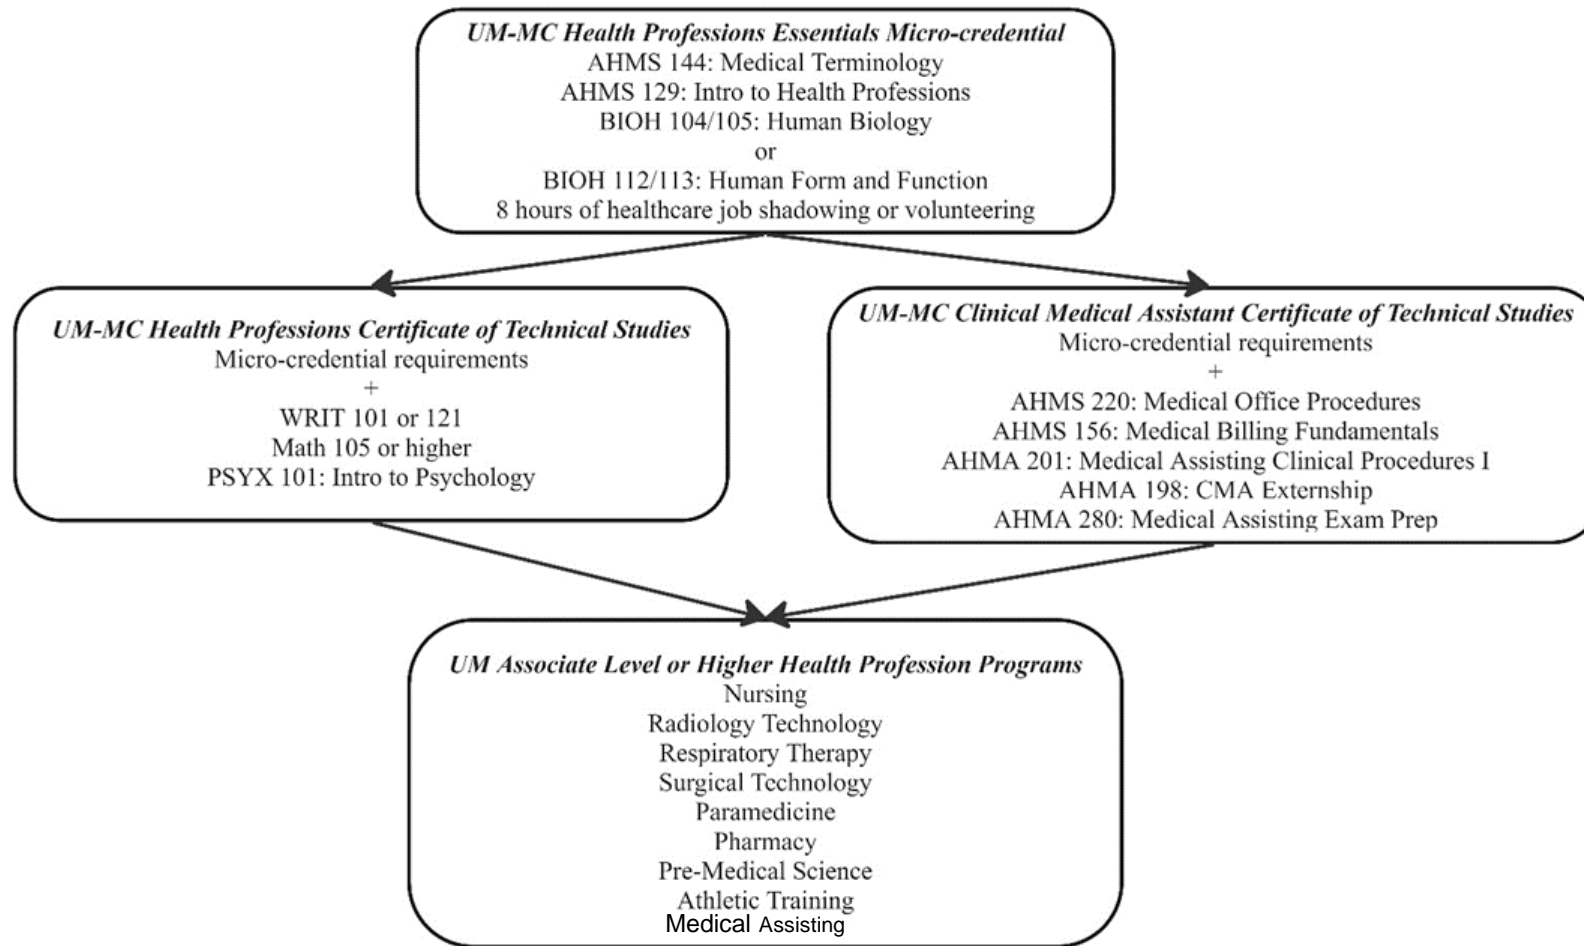 UM-MC Health Professions Essentials Micro-credential
AHMS 144: Medical Terminology
AHMS 129: Intro to Health Professions
BIOH 104/105: Human Biology
or
BIOH 112/113: Human Form and Function
8 hours of healthcare job shadowing or volunteering
UM-MC Health Professions Certificate of Technical Studies
Micro-credential requirements
+
WRIT 101 or 121
Math 105 or higher
PSYX 101: Intro to Psychology
UM-MC Clinical Medical Assistant Certificate of Technical Studies
Micro-credential requirements
+
AHMS 220: Medical Office Procedures
AHMS 156: Medical Billing Fundamentals
AHMA 201: Medical Assisting Clinical Procedures I
AHMA 198: CMA Externship
AHMA 280: Medical Assisting Exam Prep
UM Associate Level or Higher Health Profession Programs
Nursing
Radiology Technology
Respiratory Therapy
Surgical Technology
Paramedicine
Pharmacy
Pre-Medical Science
Athletic Training
Medical Assisting